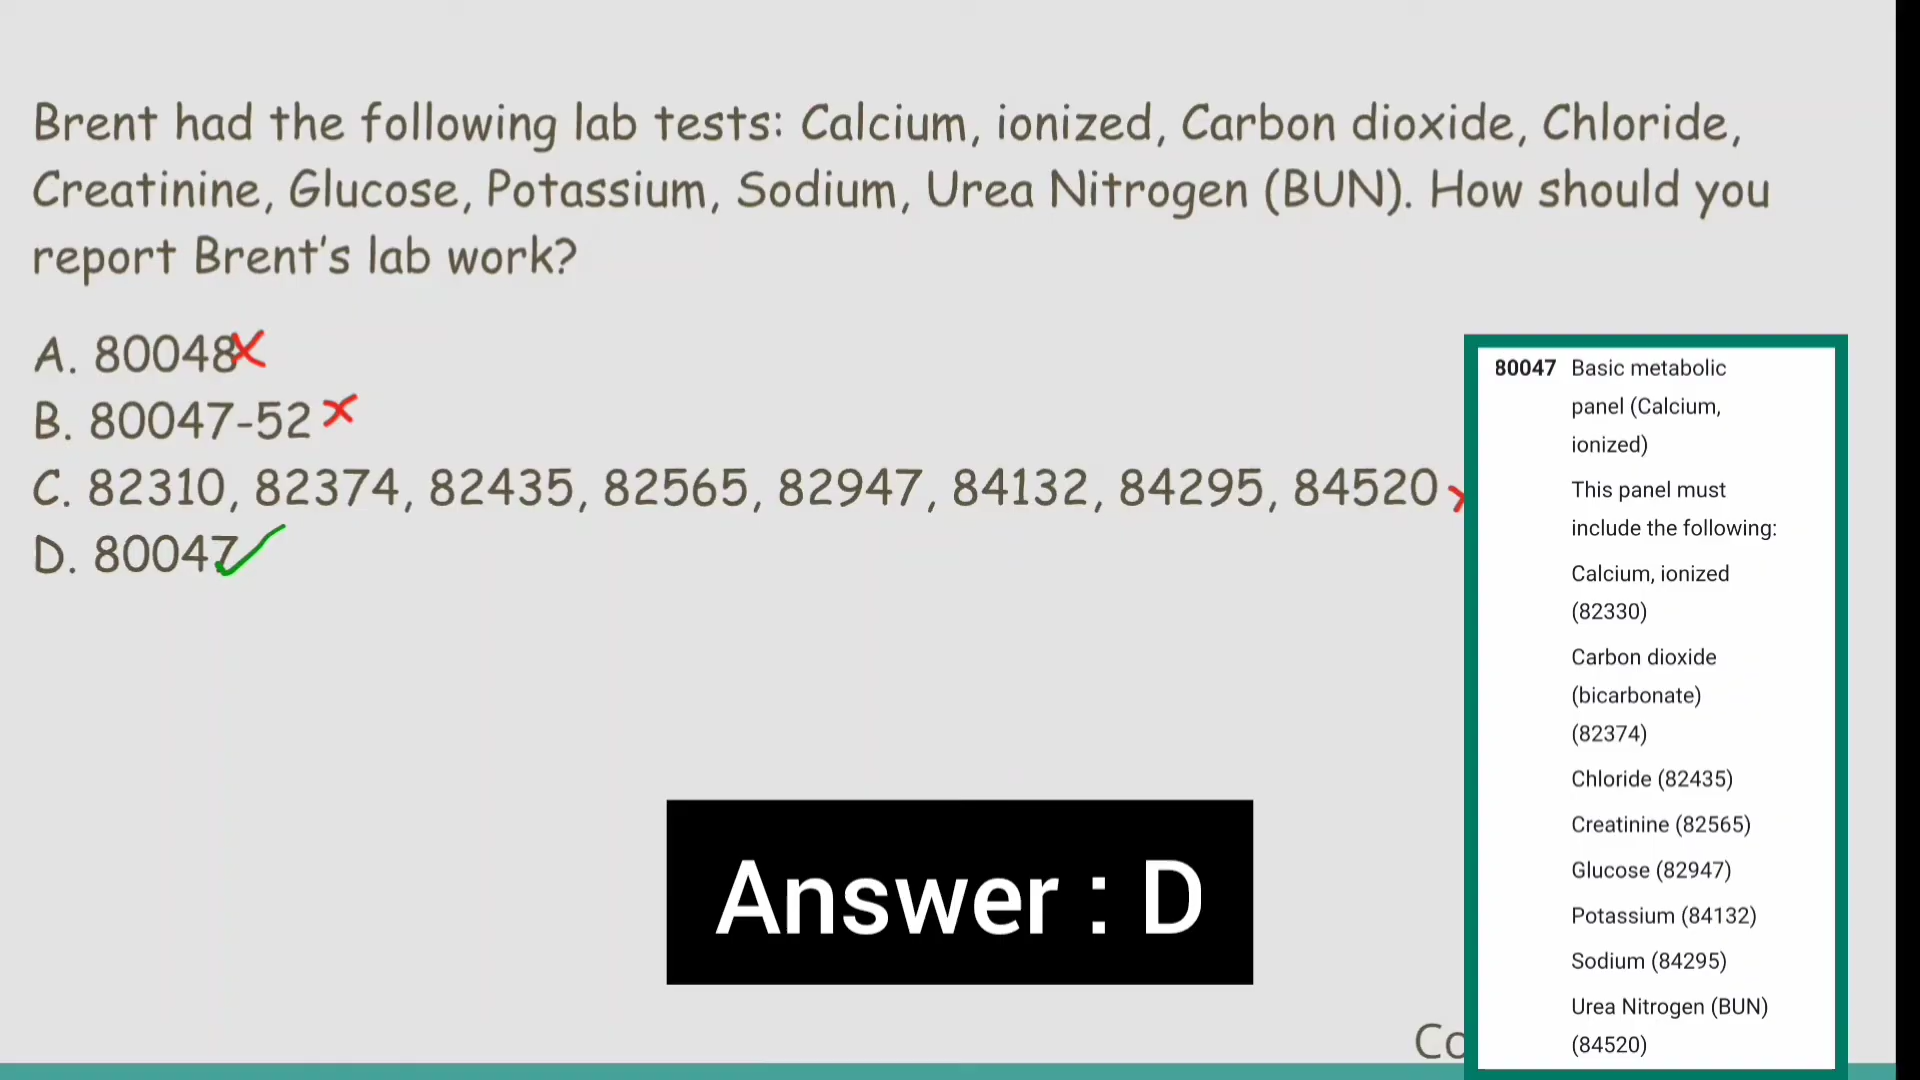 Brent had the following lab tests: Calcium, ionized, Carbon dioxide, Chloride,
Creatinine, Glucose, Potassium, Sodium, Urea Nitrogen (BUN). How should you
report Brent's lab work?
A. 80048
B. 80047-52
C. 82310, 82374, 82435, 82565, 82947, 84132, 84295, 84520
D. 80047
80047 Basic metabolic
panel (Calcium,
ionized)
This panel must
include the following:
Calcium, ionized
(82330)
Carbon dioxide
(bicarbonate)
(82374)
Chloride (82435)
Creatinine (82565)
Glucose (82947)
Potassium (84132)
Sodium (84295)
Urea Nitrogen (BUN)
(84520)
Answer : D
Co